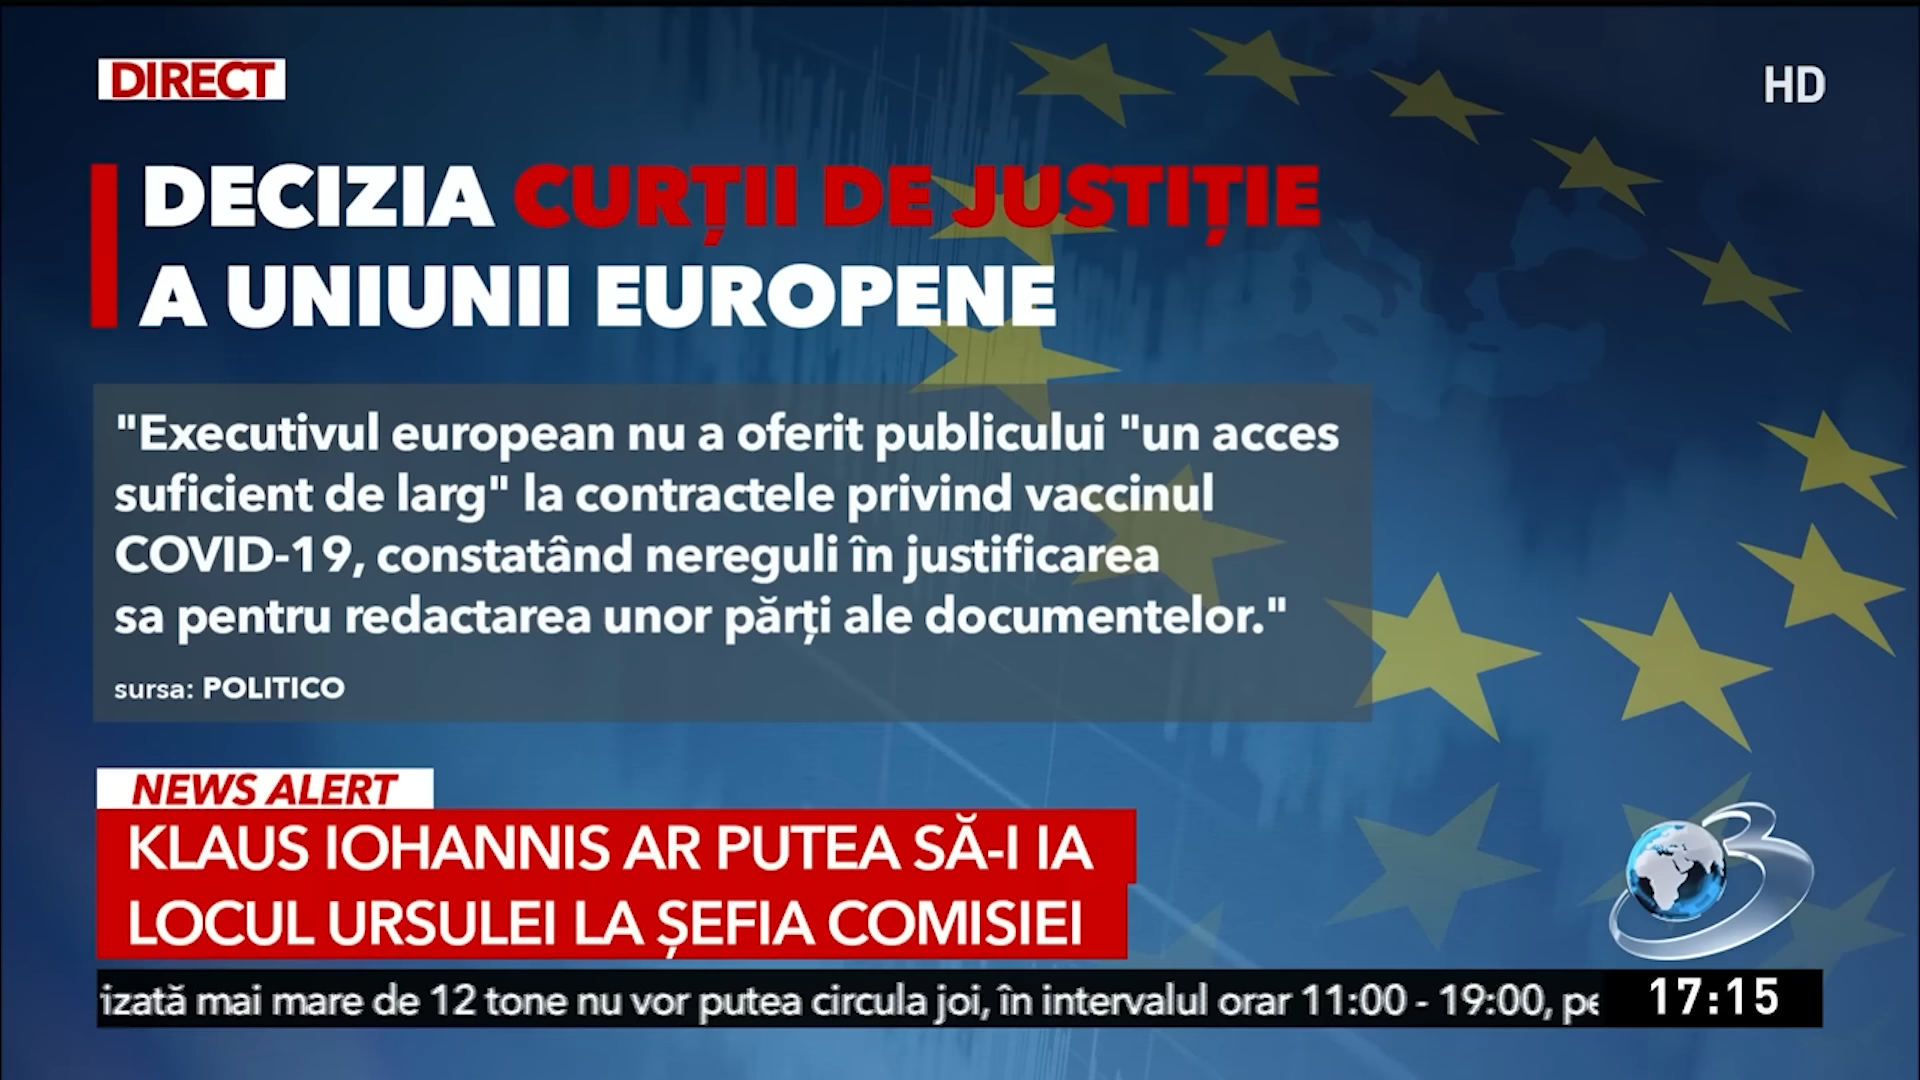 DIRECT
HD
DECIZIA CURȚII DE JUSTIȚIE
A UNIUNII EUROPENE
"Executivul european nu a oferit publicului "un acces
suficient de larg" la contractele privind vaccinul
COVID-19, constatând nereguli în justificarea
sa pentru redactarea unor părți ale documentelor."
sursa: POLITICO
NEWS ALERT
KLAUS IOHANNIS AR PUTEA SĂ-I IA
LOCUL URSULEI LA ȘEFIA COMISIEI
izată mai mare de 12 tone nu vor putea circula joi, în intervalul orar 11:00 - 19:00, pe
17:15
3